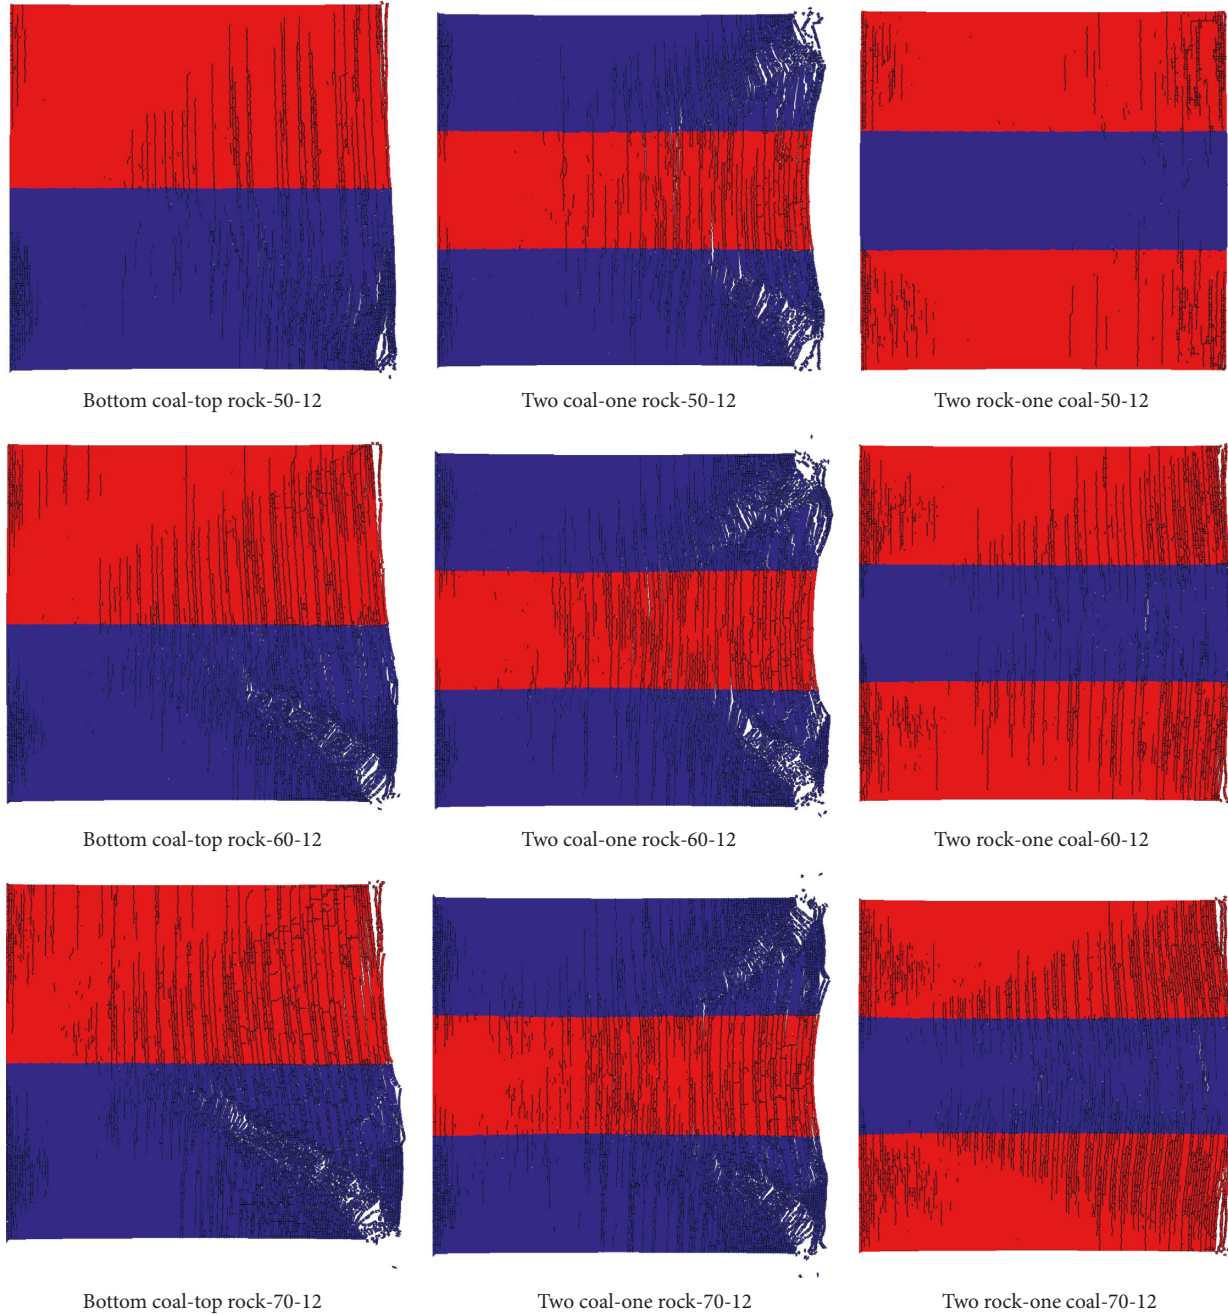 Bottom coal-top rock-50-12
Two coal-one rock-50-12
Two rock-one coal-50-12
Bottom coal-top rock-60-12
Two coal-one rock-60-12
Two rock-one coal-60-12
Bottom coal-top rock-70-12
Two coal-one rock-70-12
Two rock-one coal-70-12